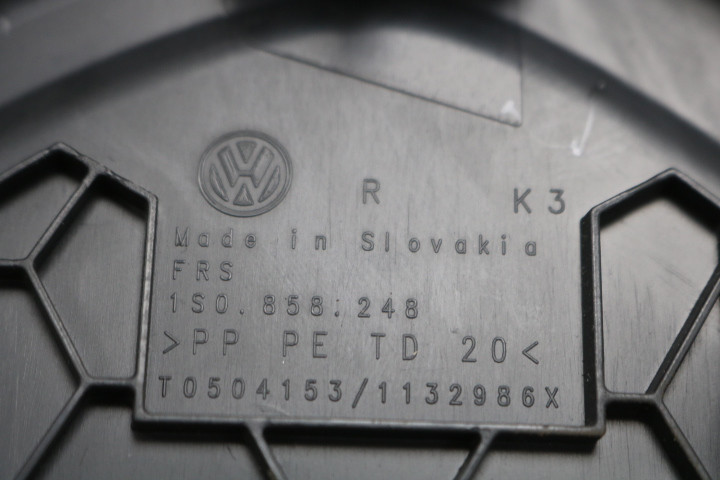 R K3
Made in Slovakia
FRS
1S0.858.248
>PP PE TD 20<
T0504153/1132986X